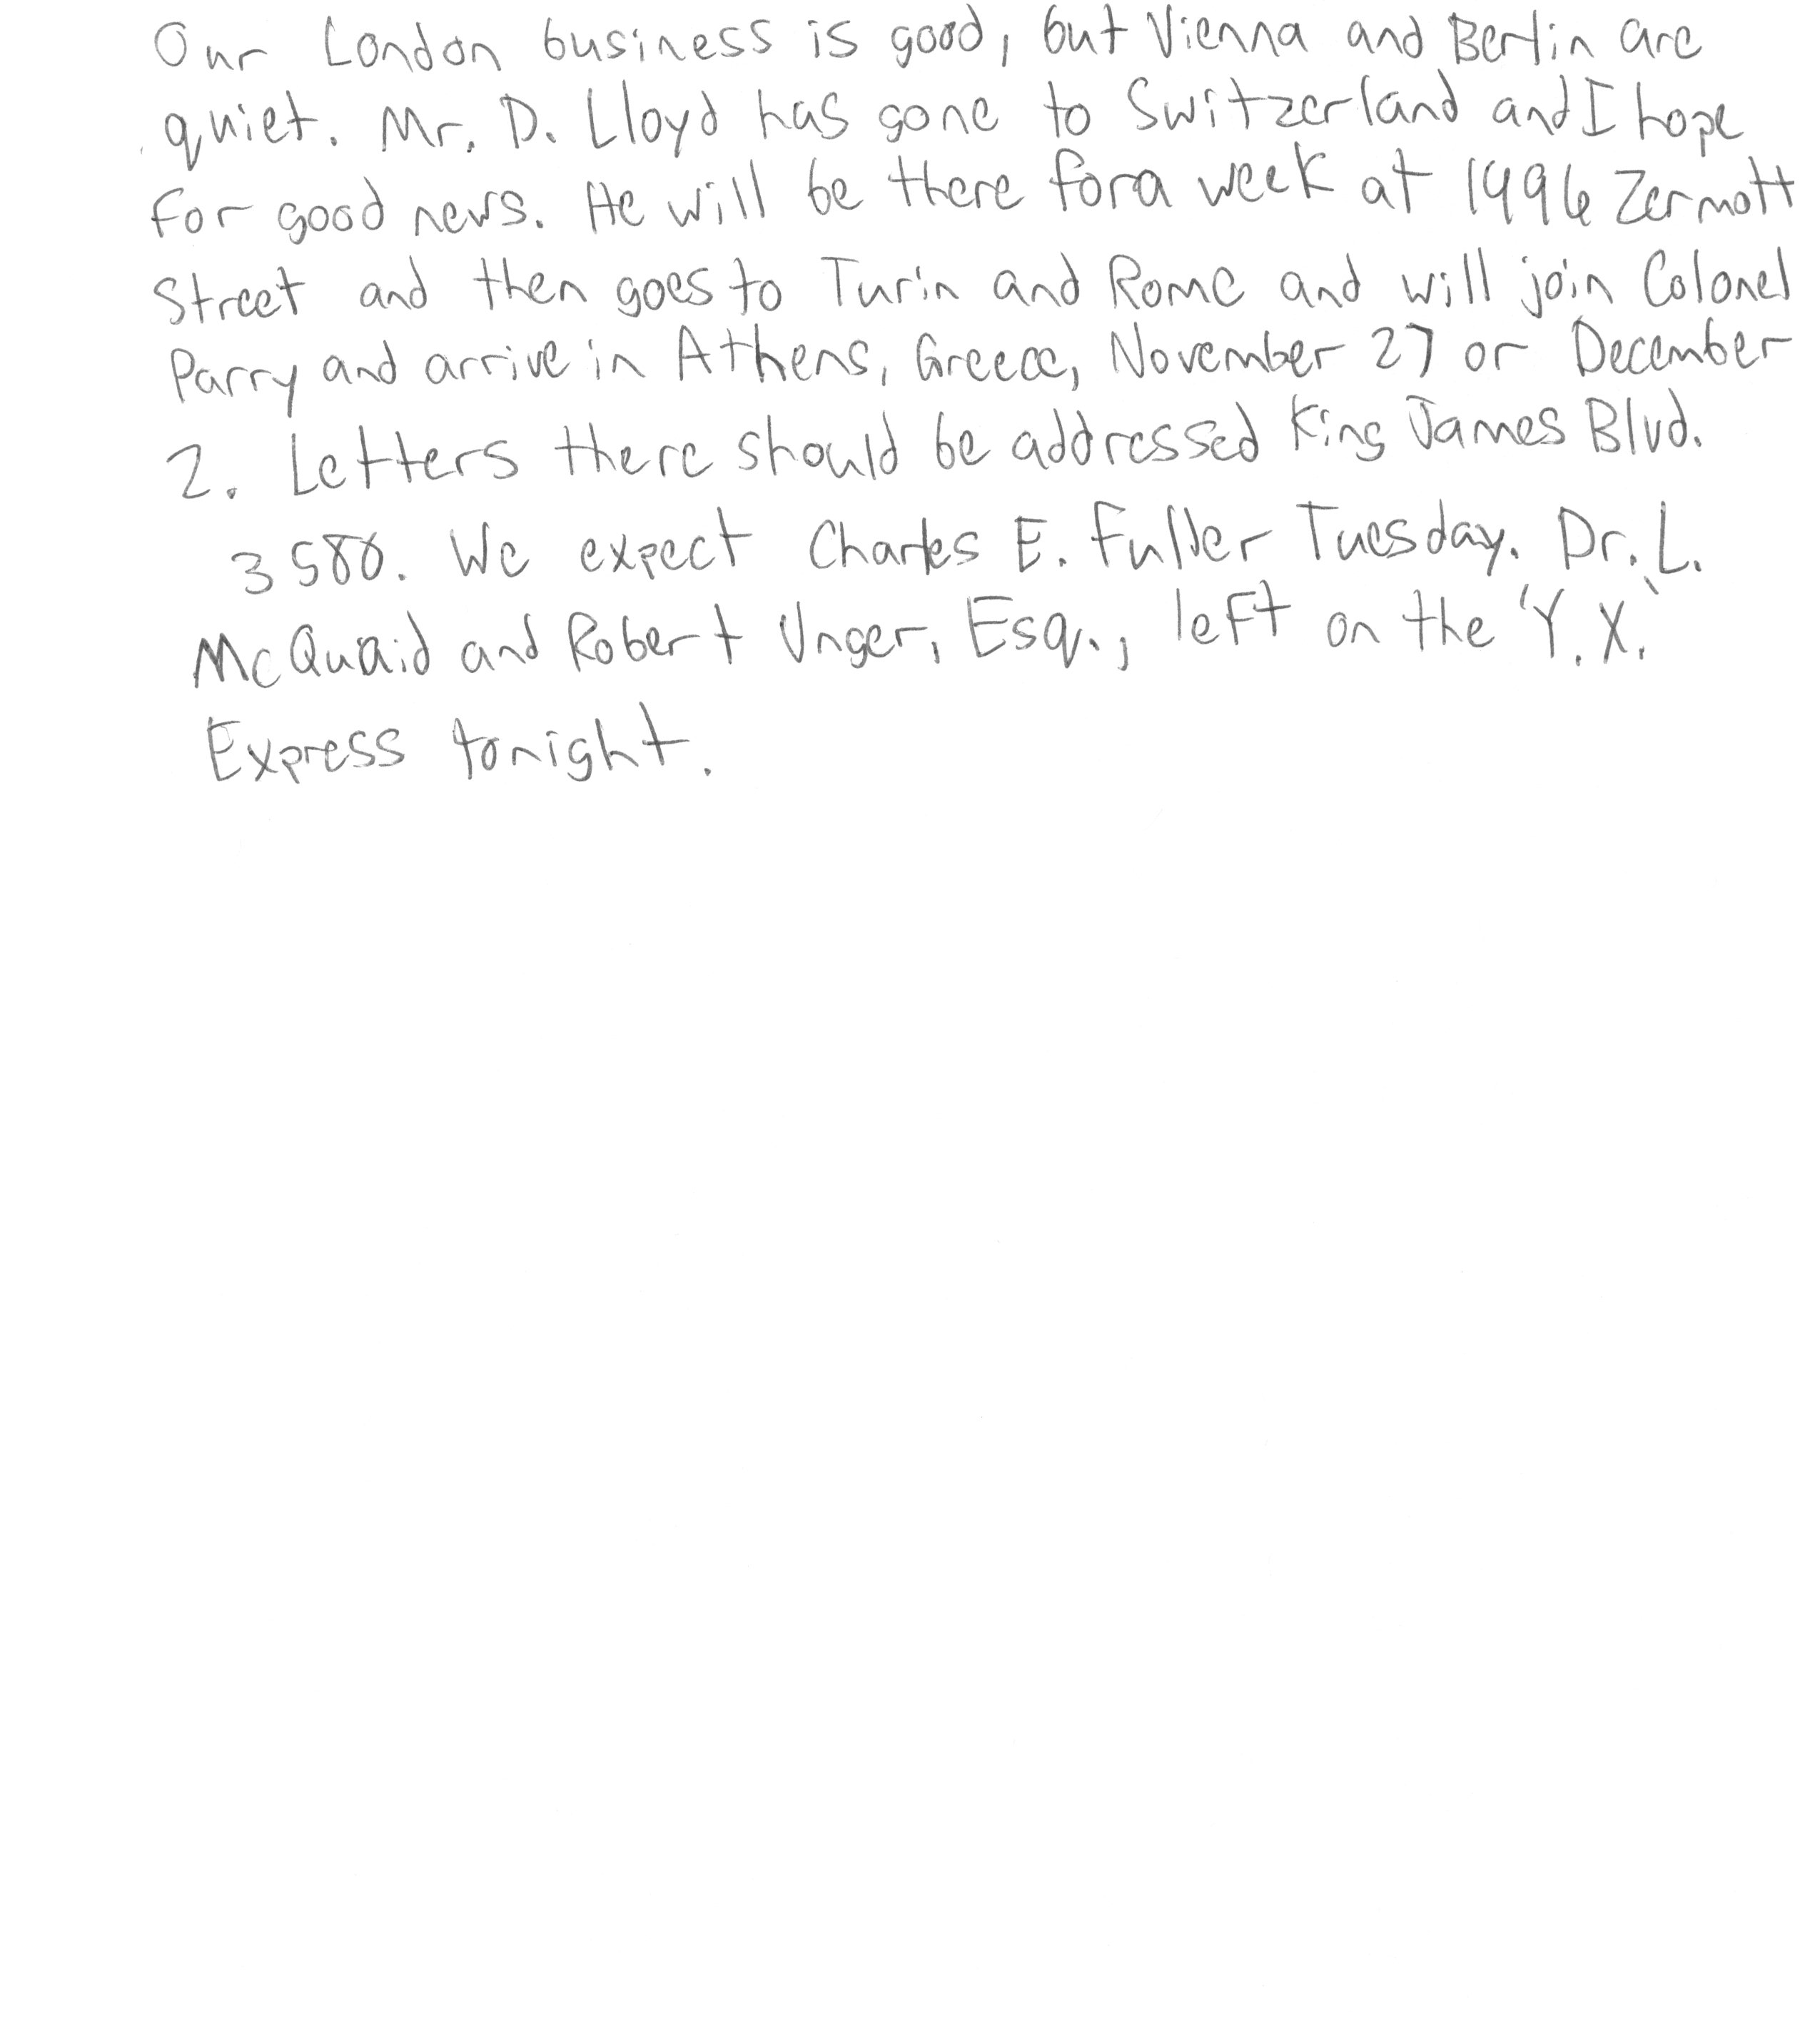 Our London business is good, but Vienna and Berlin are
quiet. Mr. D. Lloyd has gone to Switzerland and I hope
for good news. He will be there for a week at 1496 Zermott
Street and then goes to Turin and Rome and will join Colonel
Parry and arrive in Athens, Greece, November 27 or December
2. Letters there should be addressed King James Blvd.
3580. We expect Charles E. Fuller Tuesday. Dr. L.
McQuaid and Robert Unger, Esq., left on the 'Y.X.'
Express tonight.